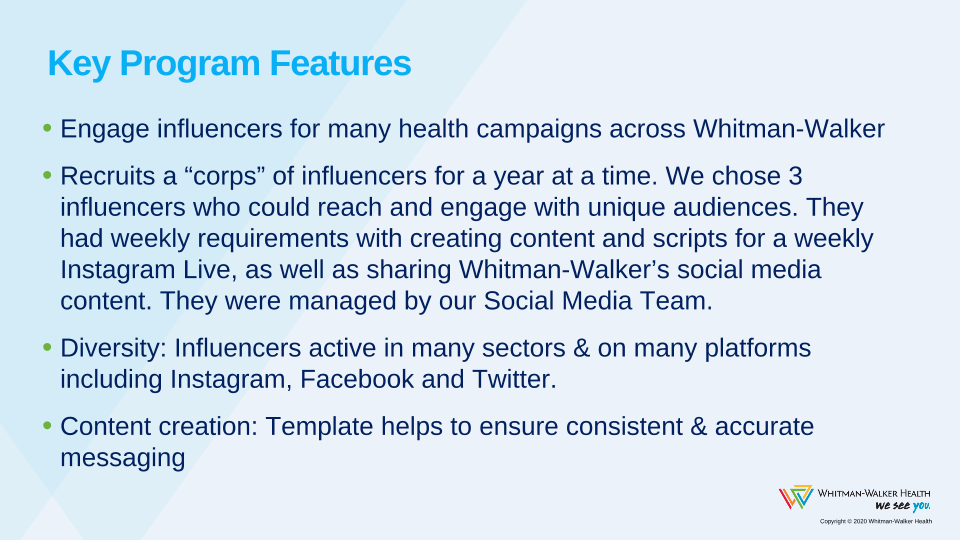 Key Program Features
• Engage influencers for many health campaigns across Whitman-Walker
• Recruits a “corps” of influencers for a year at a time. We chose 3
influencers who could reach and engage with unique audiences. They
had weekly requirements with creating content and scripts for a weekly
Instagram Live, as well as sharing Whitman-Walker’s social media
content. They were managed by our Social Media Team.
• Diversity: Influencers active in many sectors & on many platforms
including Instagram, Facebook and Twitter.
• Content creation: Template helps to ensure consistent & accurate
messaging
WHITMAN-WALKER HEALTH
we see you.
Copyright © 2020 Whitman-Walker Health